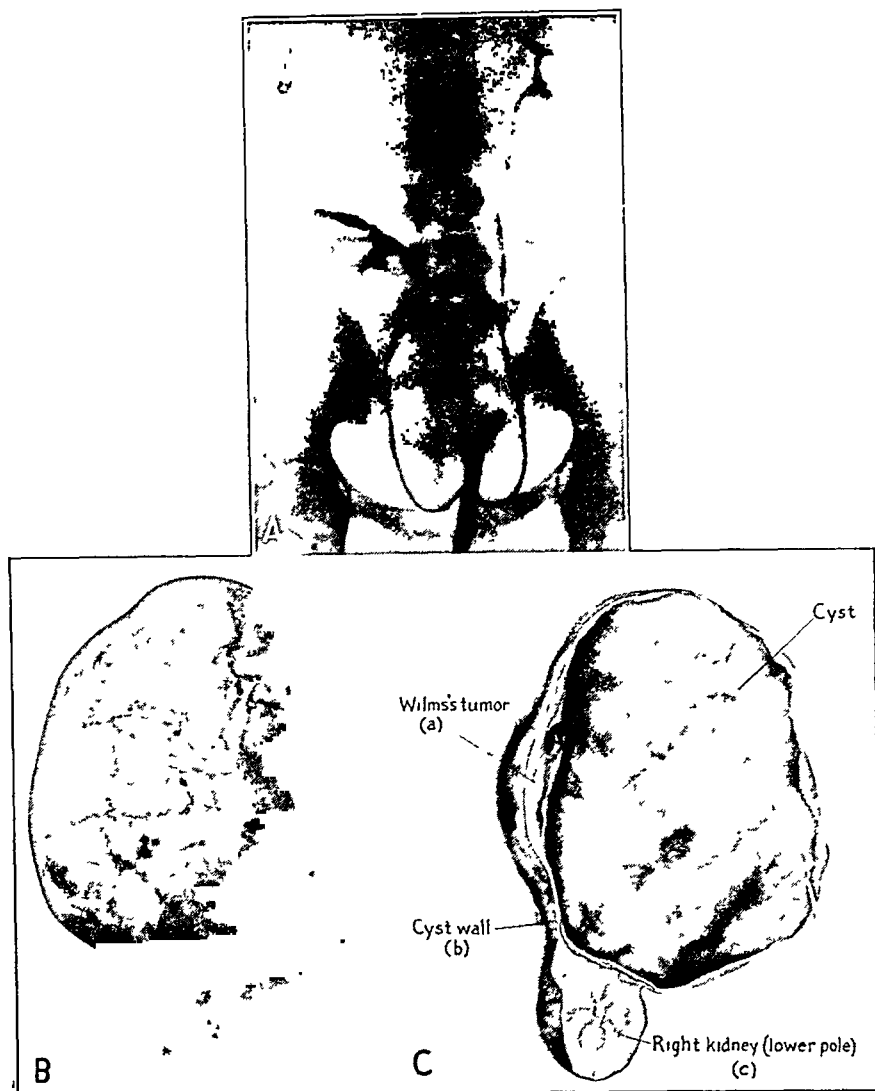 A
Cyst
Wilms's tumor
(a)
Cyst wall
(b)
Right kidney (lower pole)
(c)
B
C